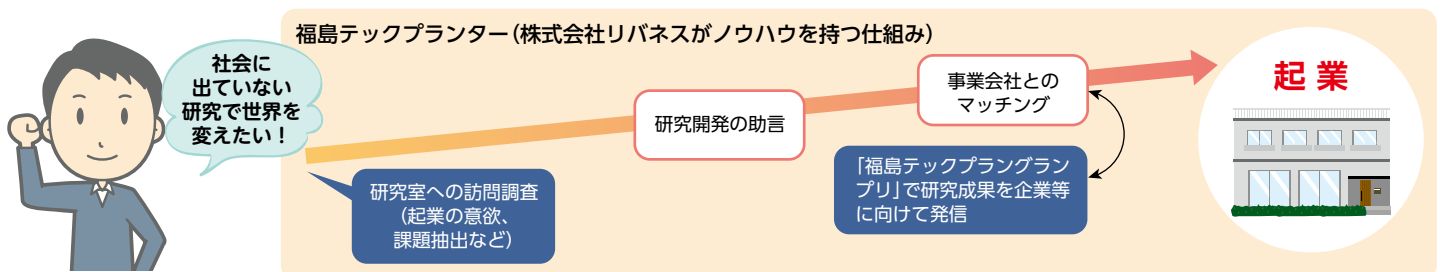 福島テックプランター（株式会社リバネスがノウハウを持つ仕組み）
社会に
出ていない
研究で世界を
変えたい！
研究室への訪問調査
（起業の意欲、
課題抽出など）
研究開発の助言
事業会社との
マッチング
「福島テックプラングラン
プリ」で研究成果を企業等
に向けて発信
起業